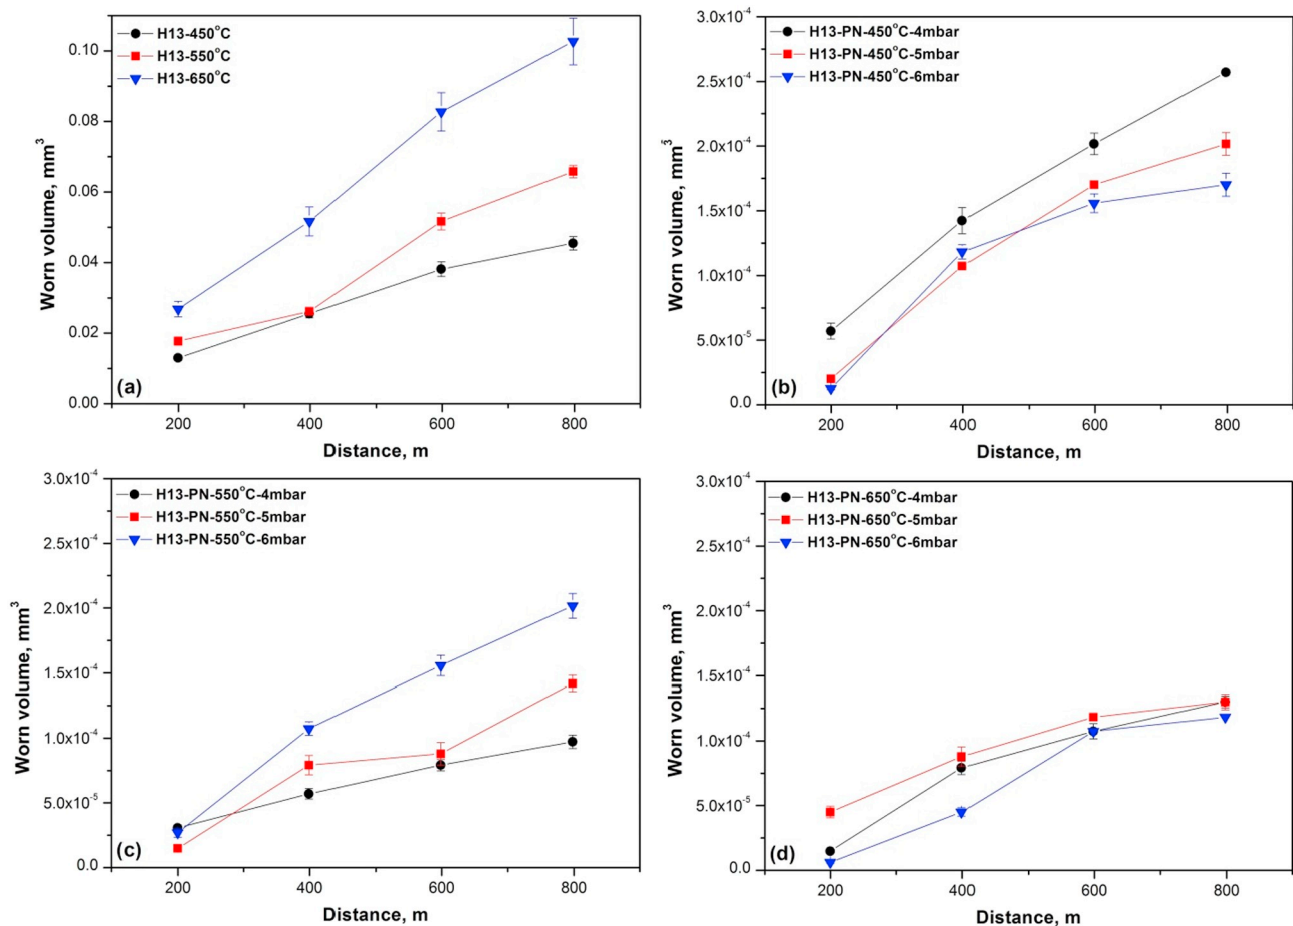 H13-450°C
H13-550°C
H13-650°C
0.10
0.08
0.06
0.04
0.02
0.00
Worn volume, mm³
(a)
200 400 600 800
Distance, m
H13-PN-450°C-4mbar
H13-PN-450°C-5mbar
H13-PN-450°C-6mbar
3.0x10⁻⁴
2.5x10⁻⁴
2.0x10⁻⁴
1.5x10⁻⁴
1.0x10⁻⁴
5.0x10⁻⁵
0.0
Worn volume, mm³
(b)
200 400 600 800
Distance, m
H13-PN-550°C-4mbar
H13-PN-550°C-5mbar
H13-PN-550°C-6mbar
3.0x10⁻⁴
2.5x10⁻⁴
2.0x10⁻⁴
1.5x10⁻⁴
1.0x10⁻⁴
5.0x10⁻⁵
0.0
Worn volume, mm³
(c)
200 400 600 800
Distance, m
H13-PN-650°C-4mbar
H13-PN-650°C-5mbar
H13-PN-650°C-6mbar
3.0x10⁻⁴
2.5x10⁻⁴
2.0x10⁻⁴
1.5x10⁻⁴
1.0x10⁻⁴
5.0x10⁻⁵
0.0
Worn volume, mm³
(d)
200 400 600 800
Distance, m